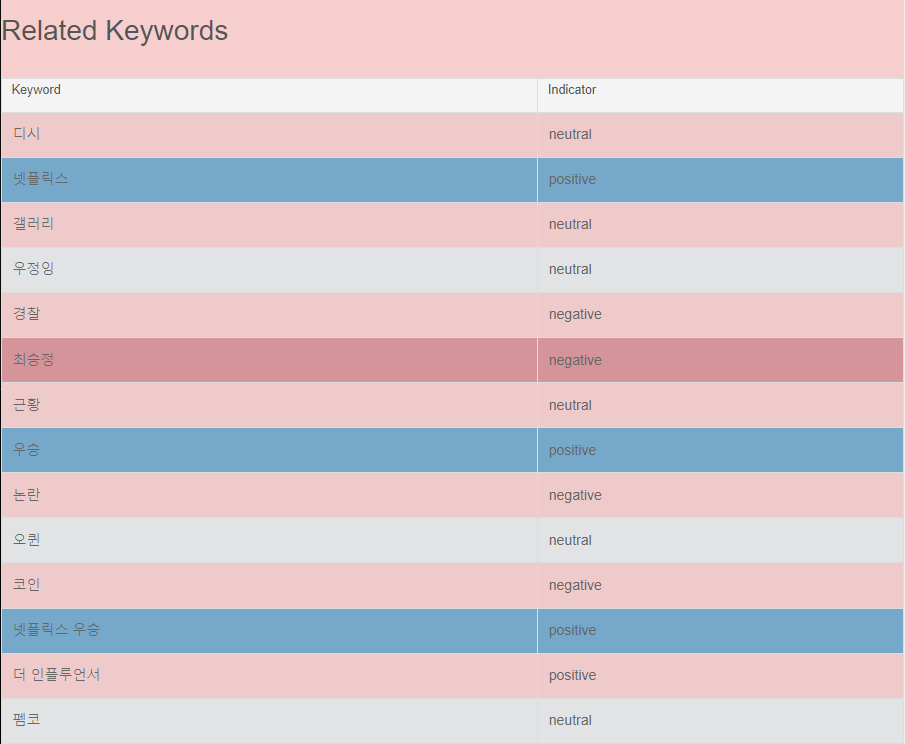 Related Keywords
Keyword Indicator
디시 neutral
넷플릭스 positive
갤러리 neutral
우정잉 neutral
경찰 negative
최승정 negative
근황 neutral
우승 positive
논란 negative
오퀸 neutral
코인 negative
넷플릭스 우승 positive
더 인플루언서 positive
펨코 neutral